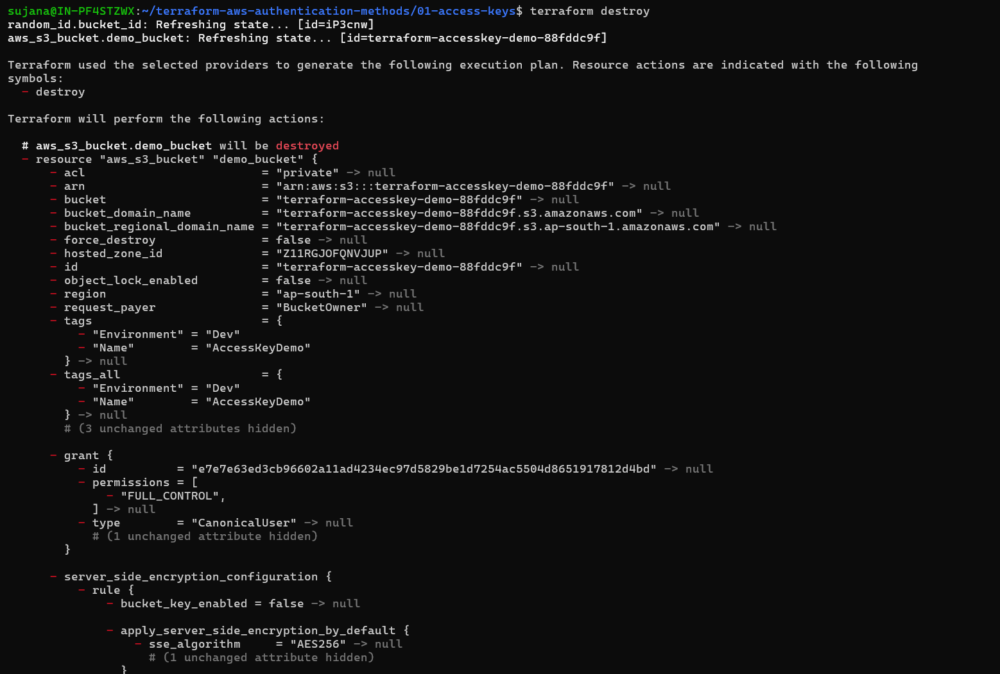 sujana@IN-PF4STZWX:~/terraform-aws-authentication-methods/01-access-keys$ terraform destroy
random_id.bucket_id: Refreshing state... [id=iP3cnw]
aws_s3_bucket.demo_bucket: Refreshing state... [id=terraform-accesskey-demo-88fddc9f]

Terraform used the selected providers to generate the following execution plan. Resource actions are indicated with the following
symbols:
  - destroy

Terraform will perform the following actions:

  # aws_s3_bucket.demo_bucket will be destroyed
  - resource "aws_s3_bucket" "demo_bucket" {
      - acl                         = "private" -> null
      - arn                         = "arn:aws:s3:::terraform-accesskey-demo-88fddc9f" -> null
      - bucket                      = "terraform-accesskey-demo-88fddc9f" -> null
      - bucket_domain_name          = "terraform-accesskey-demo-88fddc9f.s3.amazonaws.com" -> null
      - bucket_regional_domain_name = "terraform-accesskey-demo-88fddc9f.s3.ap-south-1.amazonaws.com" -> null
      - force_destroy               = false -> null
      - hosted_zone_id              = "Z11RGJOFQNVJUP" -> null
      - id                          = "terraform-accesskey-demo-88fddc9f" -> null
      - object_lock_enabled         = false -> null
      - region                      = "ap-south-1" -> null
      - request_payer               = "BucketOwner" -> null
      - tags                        = {
          - "Environment" = "Dev"
          - "Name"        = "AccessKeyDemo"
        } -> null
      - tags_all                    = {
          - "Environment" = "Dev"
          - "Name"        = "AccessKeyDemo"
        } -> null
        # (3 unchanged attributes hidden)

      - grant {
          - id          = "e7e7e63ed3cb96602a11ad4234ec97d5829be1d7254ac5504d8651917812d4bd" -> null
          - permissions = [
              - "FULL_CONTROL",
            ] -> null
          - type        = "CanonicalUser" -> null
            # (1 unchanged attribute hidden)
        }

      - server_side_encryption_configuration {
          - rule {
              - bucket_key_enabled = false -> null

              - apply_server_side_encryption_by_default {
                  - sse_algorithm     = "AES256" -> null
                    # (1 unchanged attribute hidden)
                }